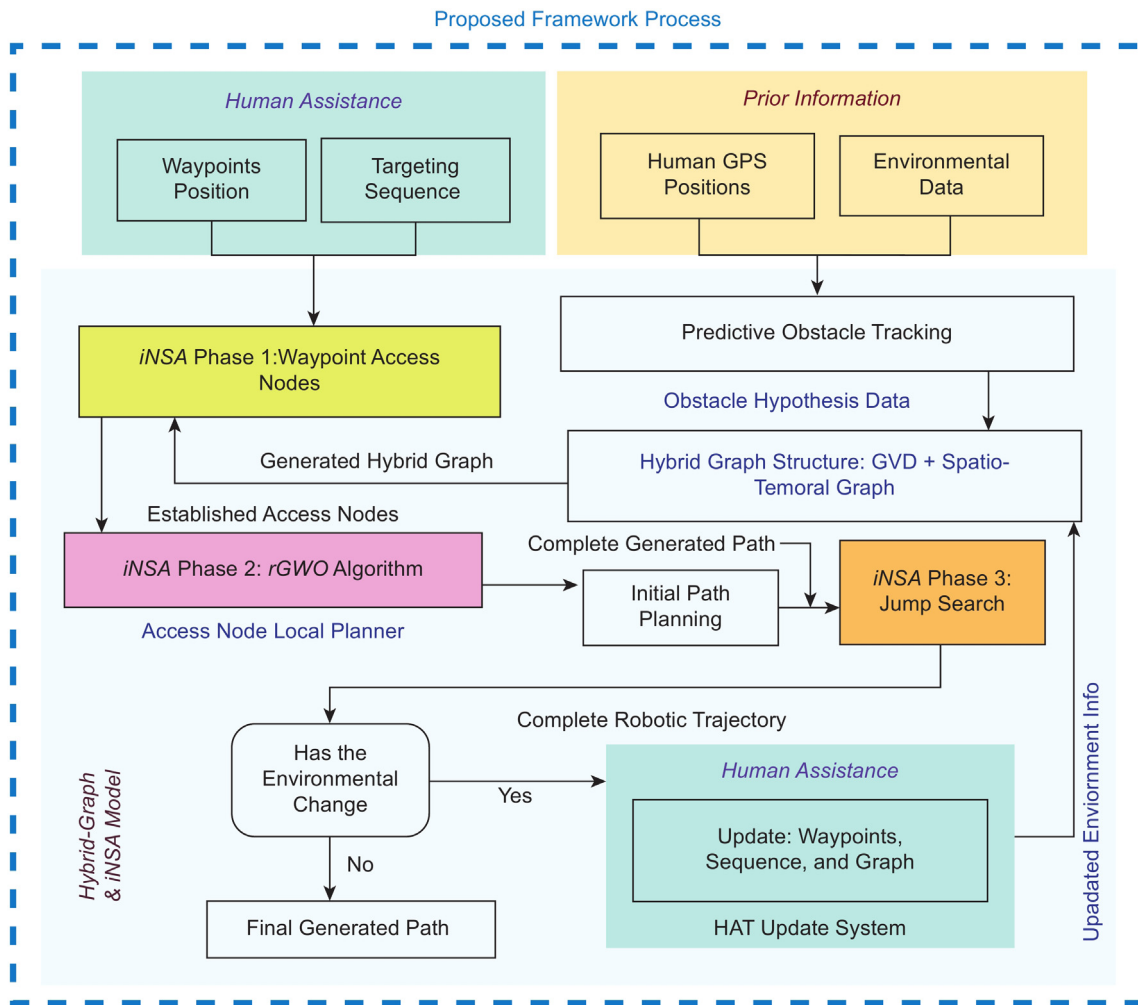 Proposed Framework Process
Human Assistance
Prior Information
Waypoints
Position
Targeting
Sequence
Human GPS
Positions
Environmental
Data
iNSA Phase 1:Waypoint Access
Nodes
Predictive Obstacle Tracking
Obstacle Hypothesis Data
Generated Hybrid Graph
Hybrid Graph Structure: GVD + Spatio-
Temoral Graph
Established Access Nodes
iNSA Phase 2: rGWO Algorithm
Access Node Local Planner
Complete Generated Path
Initial Path
Planning
iNSA Phase 3:
Jump Search
Complete Robotic Trajectory
Has the
Environmental
Change
Yes
No
Final Generated Path
Human Assistance
Update: Waypoints,
Sequence, and Graph
HAT Update System
Upadated Enviornment Info
Hybrid-Graph
& iNSA Model